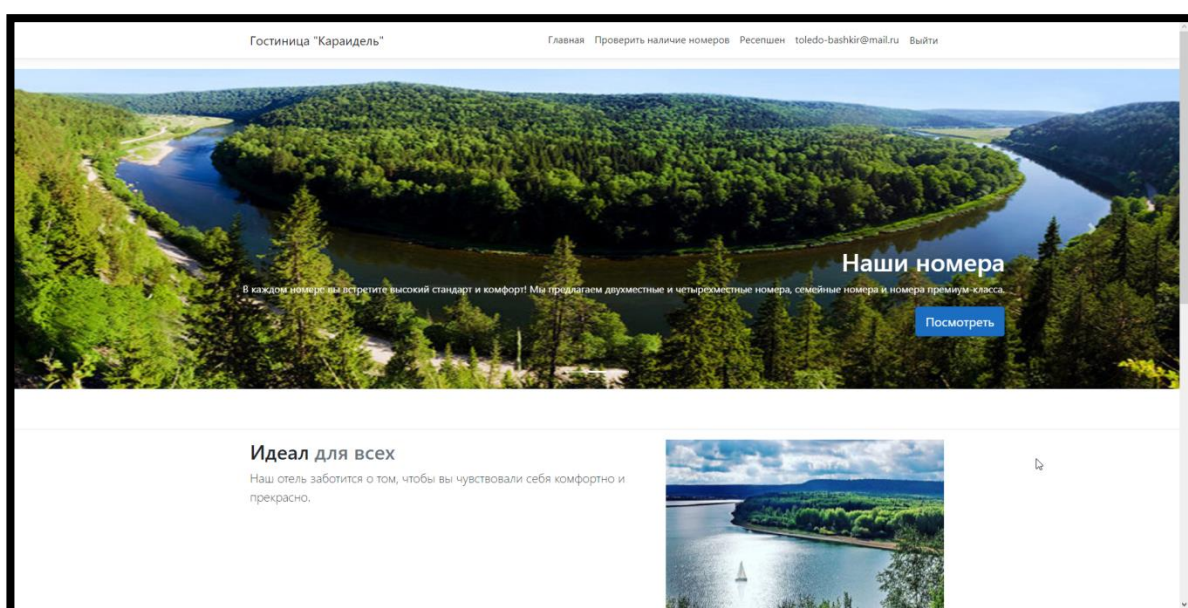 Гостиница "Караидель"
Главная Проверить наличие номеров Ресепшен toledo-bashkir@mail.ru Выйти
Наши номера
В каждом номере вы встретите высокий стандарт и комфорт! Мы предлагаем двухместные и четырехместные номера, семейные номера и номера премиум-класса.
Посмотреть
Идеал для всех
Наш отель заботится о том, чтобы вы чувствовали себя комфортно и
прекрасно.